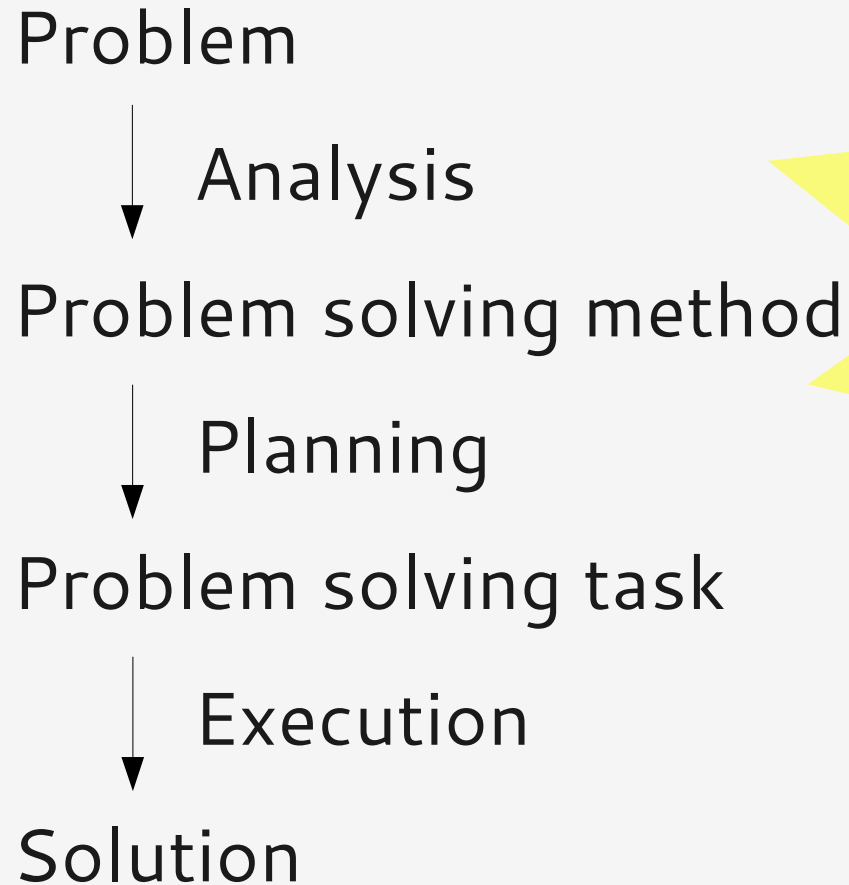 Problem
Analysis
Problem solving method
Planning
Problem solving task
Execution
Solution